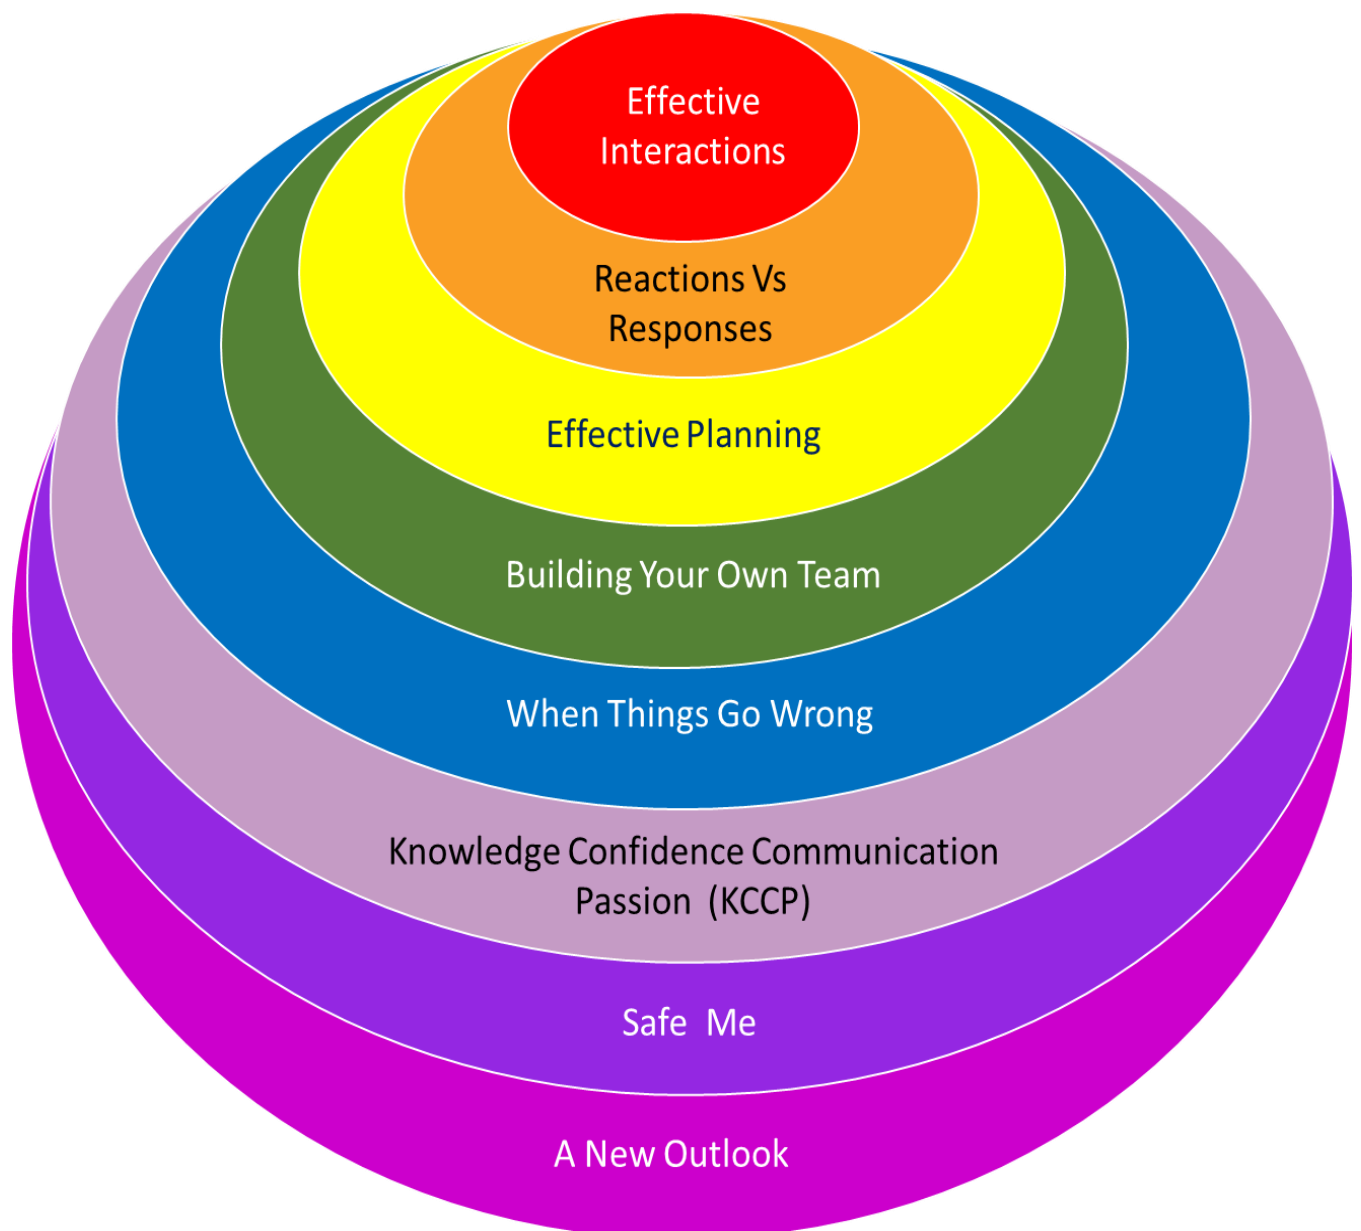 Effective
Interactions
Reactions Vs
Responses
Effective Planning
Building Your Own Team
When Things Go Wrong
Knowledge Confidence Communication
Passion (KCCP)
Safe Me
A New Outlook